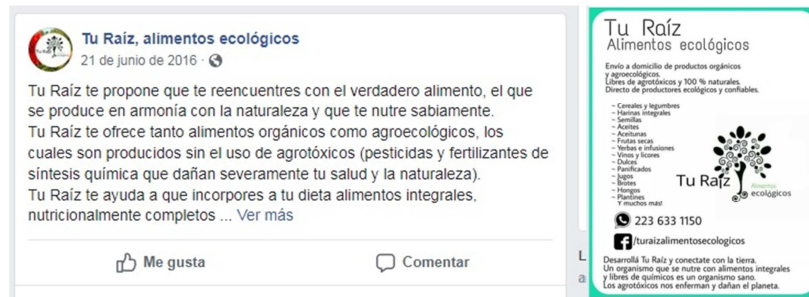 Tu Raíz, alimentos ecológicos
21 de junio de 2016 ·
Tu Raíz te propone que te reencuentres con el verdadero alimento, el que
se produce en armonía con la naturaleza y que te nutre sabiamente.
Tu Raíz te ofrece tanto alimentos orgánicos como agroecológicos, los
cuales son producidos sin el uso de agrotóxicos (pesticidas y fertilizantes de
síntesis química que dañan severamente tu salud y la naturaleza).
Tu Raíz te ayuda a que incorpores a tu dieta alimentos integrales,
nutricionalmente completos ... Ver más
Me gusta
Comentar
Tu Raíz
Alimentos ecológicos
Envío a domicilio de productos orgánicos
y agroecológicos.
Libres de agrotóxicos y 100 % naturales.
Directo de productores ecológicos y confiables.
~ Cereales y legumbres
~ Harinas integrales
~ Semillas
~ Aceites
~ Aceitunas
~ Frutas secas
~ Yerbas e infusiones
~ Vinos y licores
~ Dulces
~ Panificados
~ Jugos
~ Brotes
~ Hongos
~ Plantines
Y muchos más!
Tu Raíz
Alimentos
ecológicos
223 633 1150
/turaizalimentosecologicos
Desarrollá Tu Raíz y conectate con la tierra.
Un organismo que se nutre con alimentos integrales
y libres de químicos es un organismo sano.
Los agrotóxicos nos enferman y dañan el planeta.